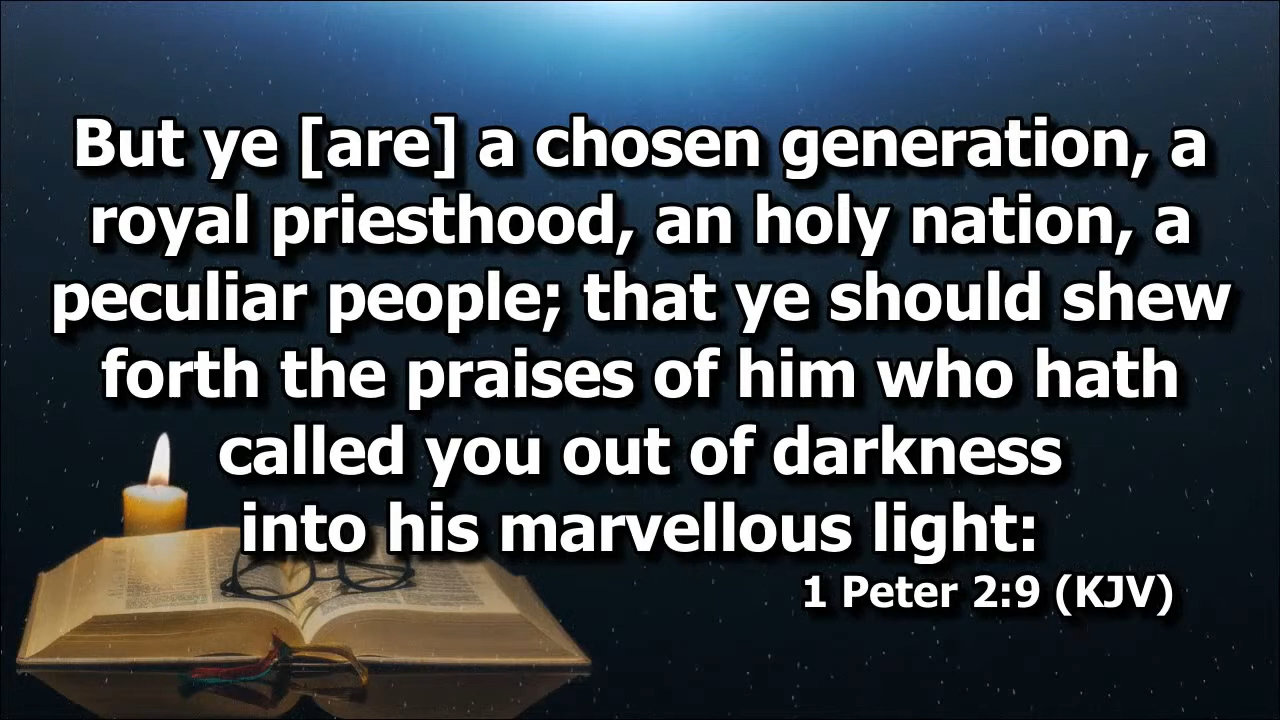 But ye [are] a chosen generation, a
royal priesthood, an holy nation, a
peculiar people; that ye should shew
forth the praises of him who hath
called you out of darkness
into his marvellous light:
1 Peter 2:9 (KJV)